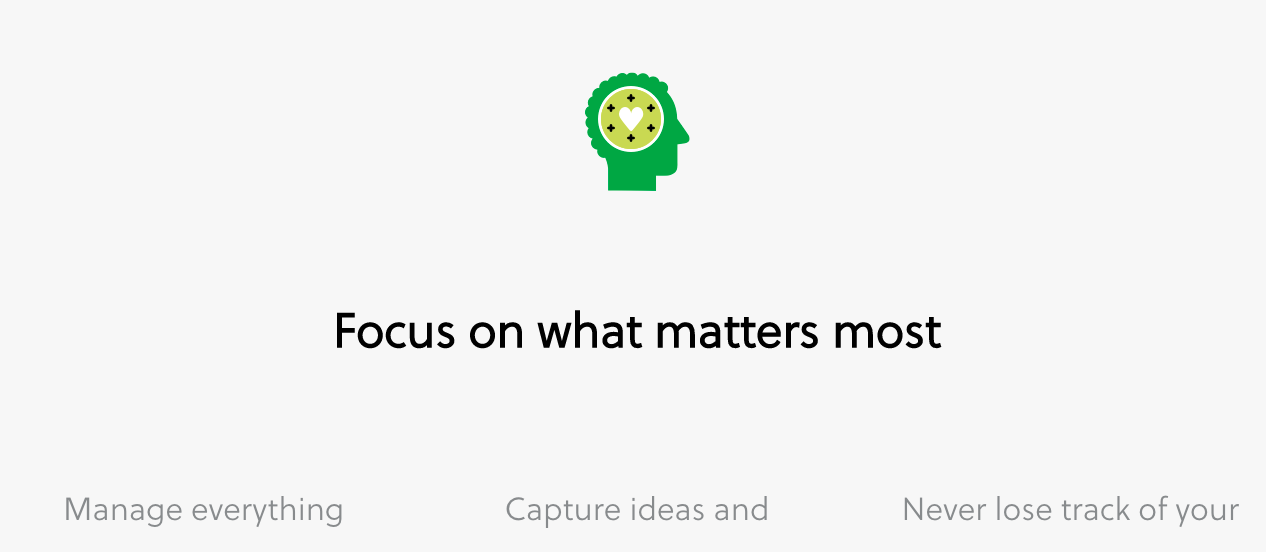 Focus on what matters most
Manage everything
Capture ideas and
Never lose track of your